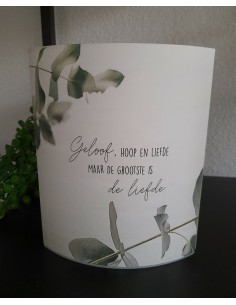 Geloof, HOOP EN LIEFDE
MAAR DE GROOTSTE IS
de liefde